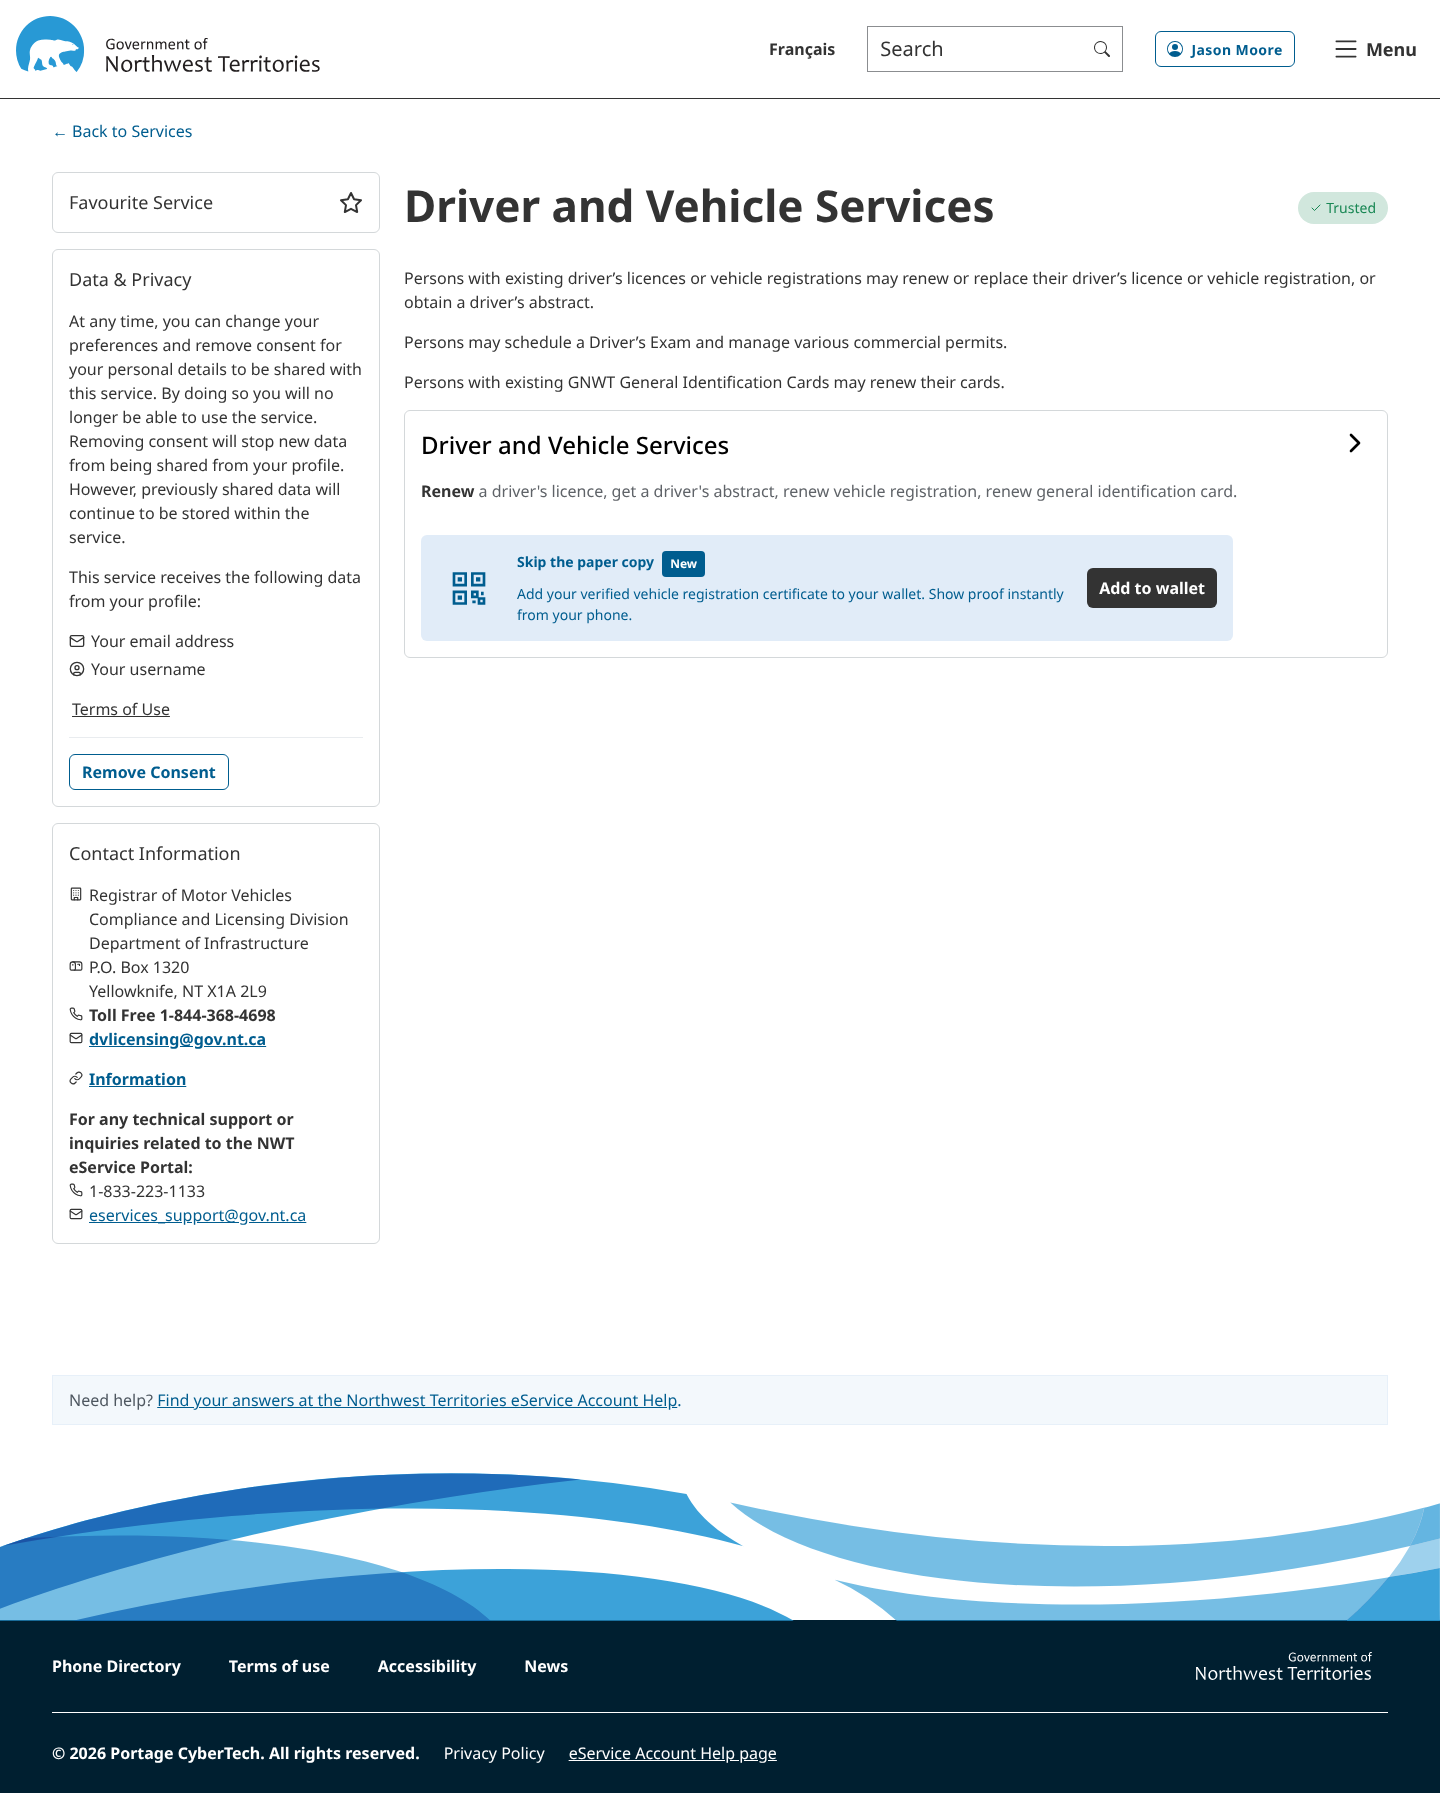 Government of
Northwest Territories
Français
Search
Jason Moore
Menu
← Back to Services
Favourite Service
Data & Privacy
At any time, you can change your
preferences and remove consent for
your personal details to be shared with
this service. By doing so you will no
longer be able to use the service.
Removing consent will stop new data
from being shared from your profile.
However, previously shared data will
continue to be stored within the
service.
This service receives the following data
from your profile:
Your email address
Your username
Terms of Use
Remove Consent
Contact Information
Registrar of Motor Vehicles
Compliance and Licensing Division
Department of Infrastructure
P.O. Box 1320
Yellowknife, NT X1A 2L9
Toll Free 1-844-368-4698
dvlicensing@gov.nt.ca
Information
For any technical support or
inquiries related to the NWT
eService Portal:
1-833-223-1133
eservices_support@gov.nt.ca
Driver and Vehicle Services
Trusted
Persons with existing driver’s licences or vehicle registrations may renew or replace their driver’s licence or vehicle registration, or
obtain a driver’s abstract.
Persons may schedule a Driver’s Exam and manage various commercial permits.
Persons with existing GNWT General Identification Cards may renew their cards.
Driver and Vehicle Services
Renew a driver's licence, get a driver's abstract, renew vehicle registration, renew general identification card.
Skip the paper copy New
Add your verified vehicle registration certificate to your wallet. Show proof instantly
from your phone.
Add to wallet
Need help? Find your answers at the Northwest Territories eService Account Help.
Phone Directory
Terms of use
Accessibility
News
Government of
Northwest Territories
© 2026 Portage CyberTech. All rights reserved.
Privacy Policy
eService Account Help page